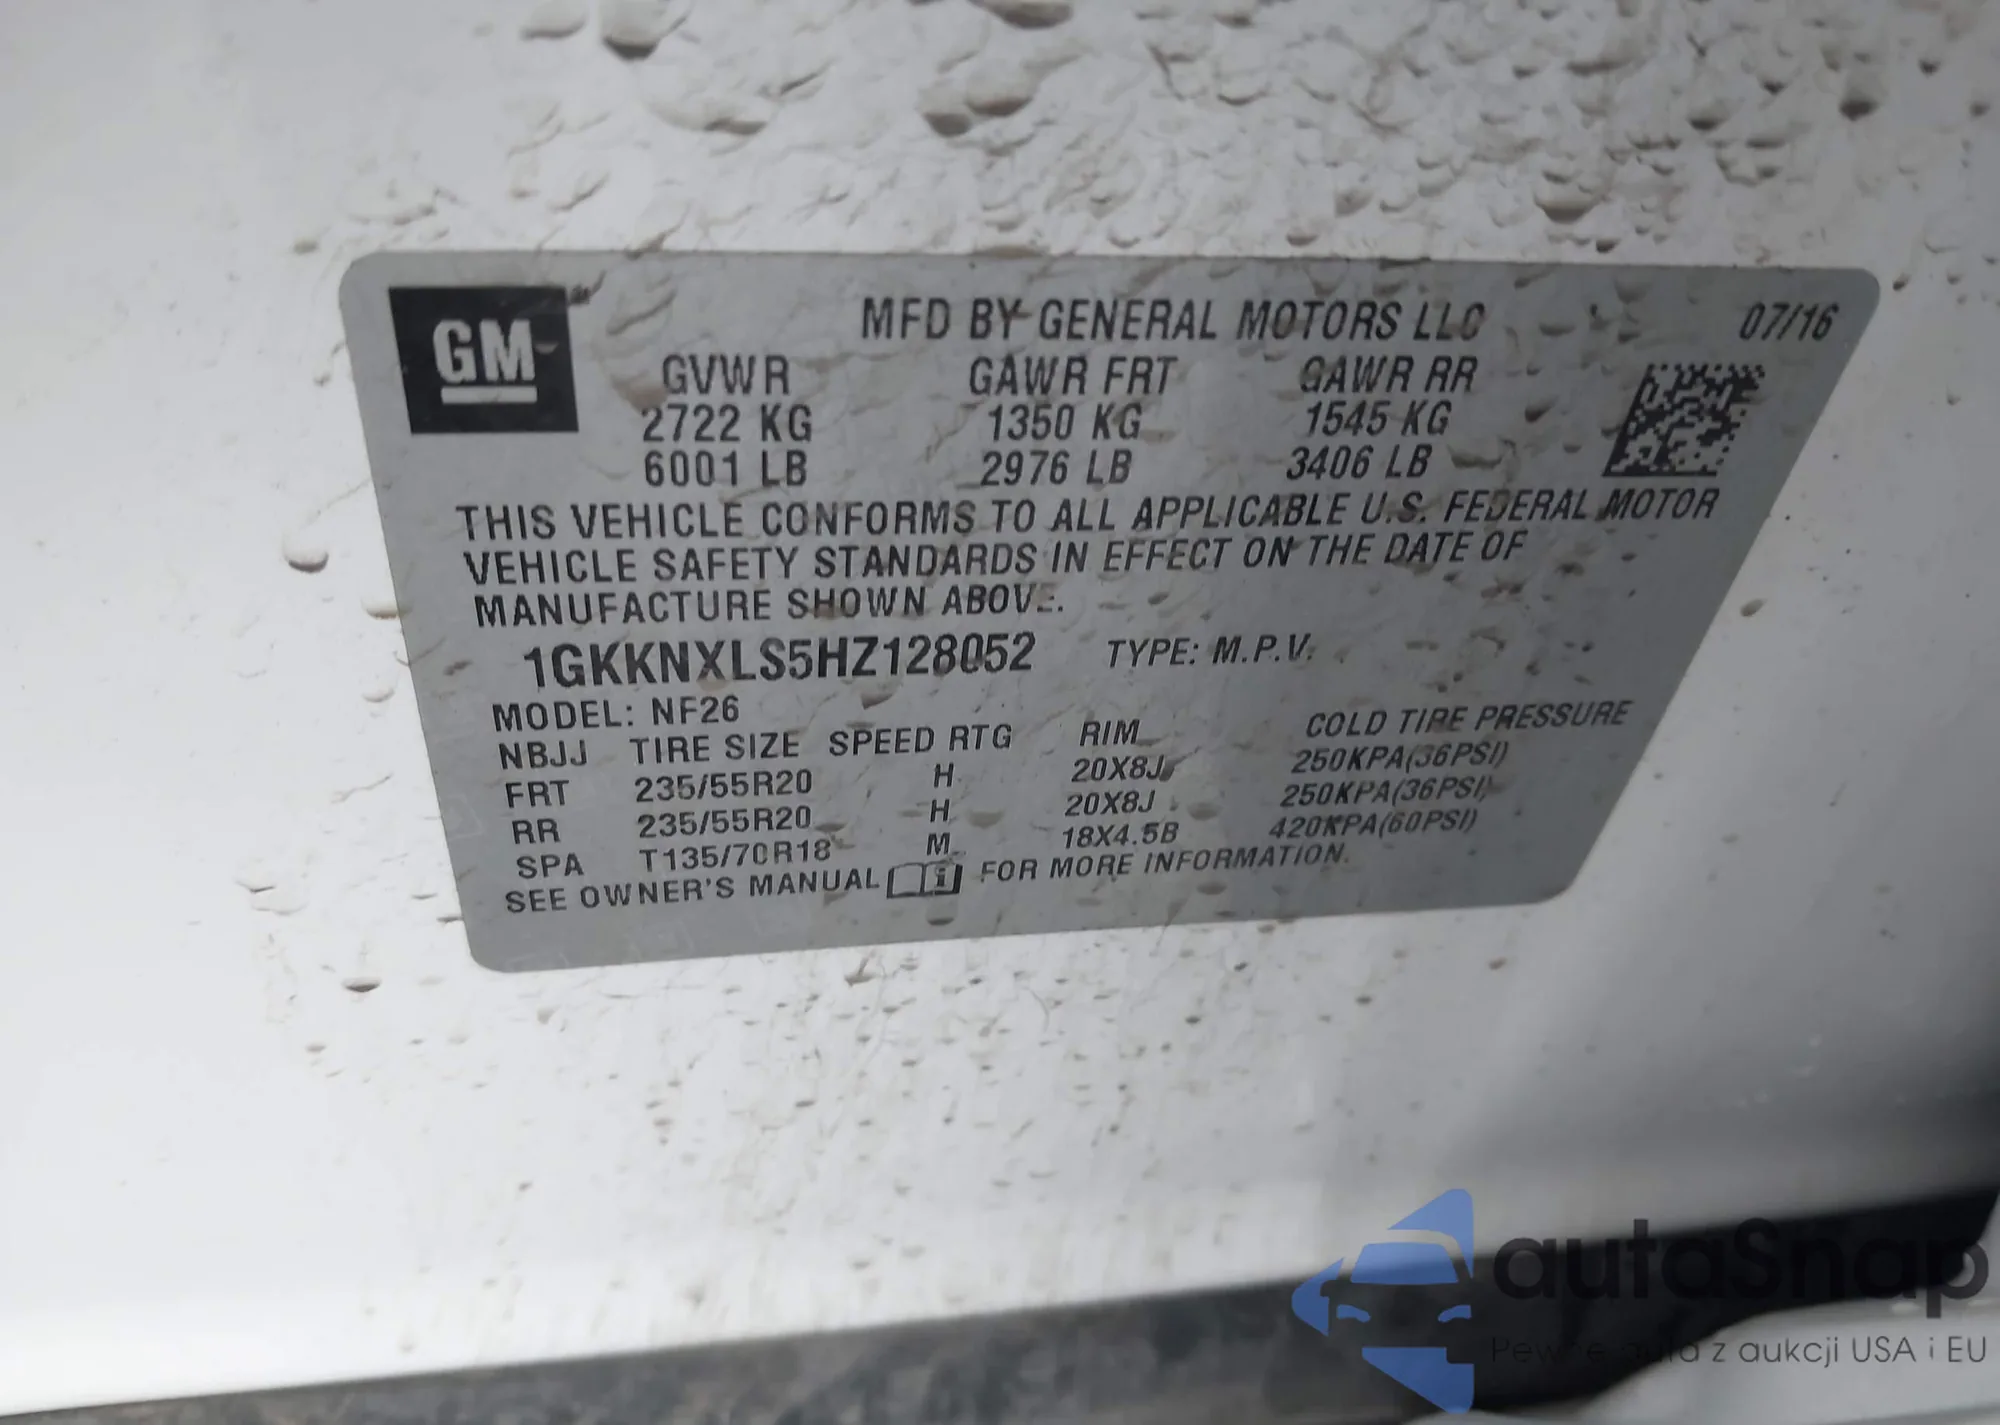 GM
MFD BY GENERAL MOTORS LLC 07/16
GVWR GAWR FRT GAWR RR
2722 KG 1350 KG 1545 KG
6001 LB 2976 LB 3406 LB
THIS VEHICLE CONFORMS TO ALL APPLICABLE U.S. FEDERAL MOTOR
VEHICLE SAFETY STANDARDS IN EFFECT ON THE DATE OF
MANUFACTURE SHOWN ABOVE.
1GKKNXLS5HZ128052 TYPE: M.P.V.
MODEL: NF26
NBJJ TIRE SIZE SPEED RTG RIM COLD TIRE PRESSURE
FRT 235/55R20 H 20X8J 250KPA(36PSI)
RR 235/55R20 H 20X8J 250KPA(36PSI)
SPA T135/70R18 M 18X4.5B 420KPA(60PSI)
SEE OWNER'S MANUAL FOR MORE INFORMATION.
autaSnap
Pewne auta z aukcji USA i EU